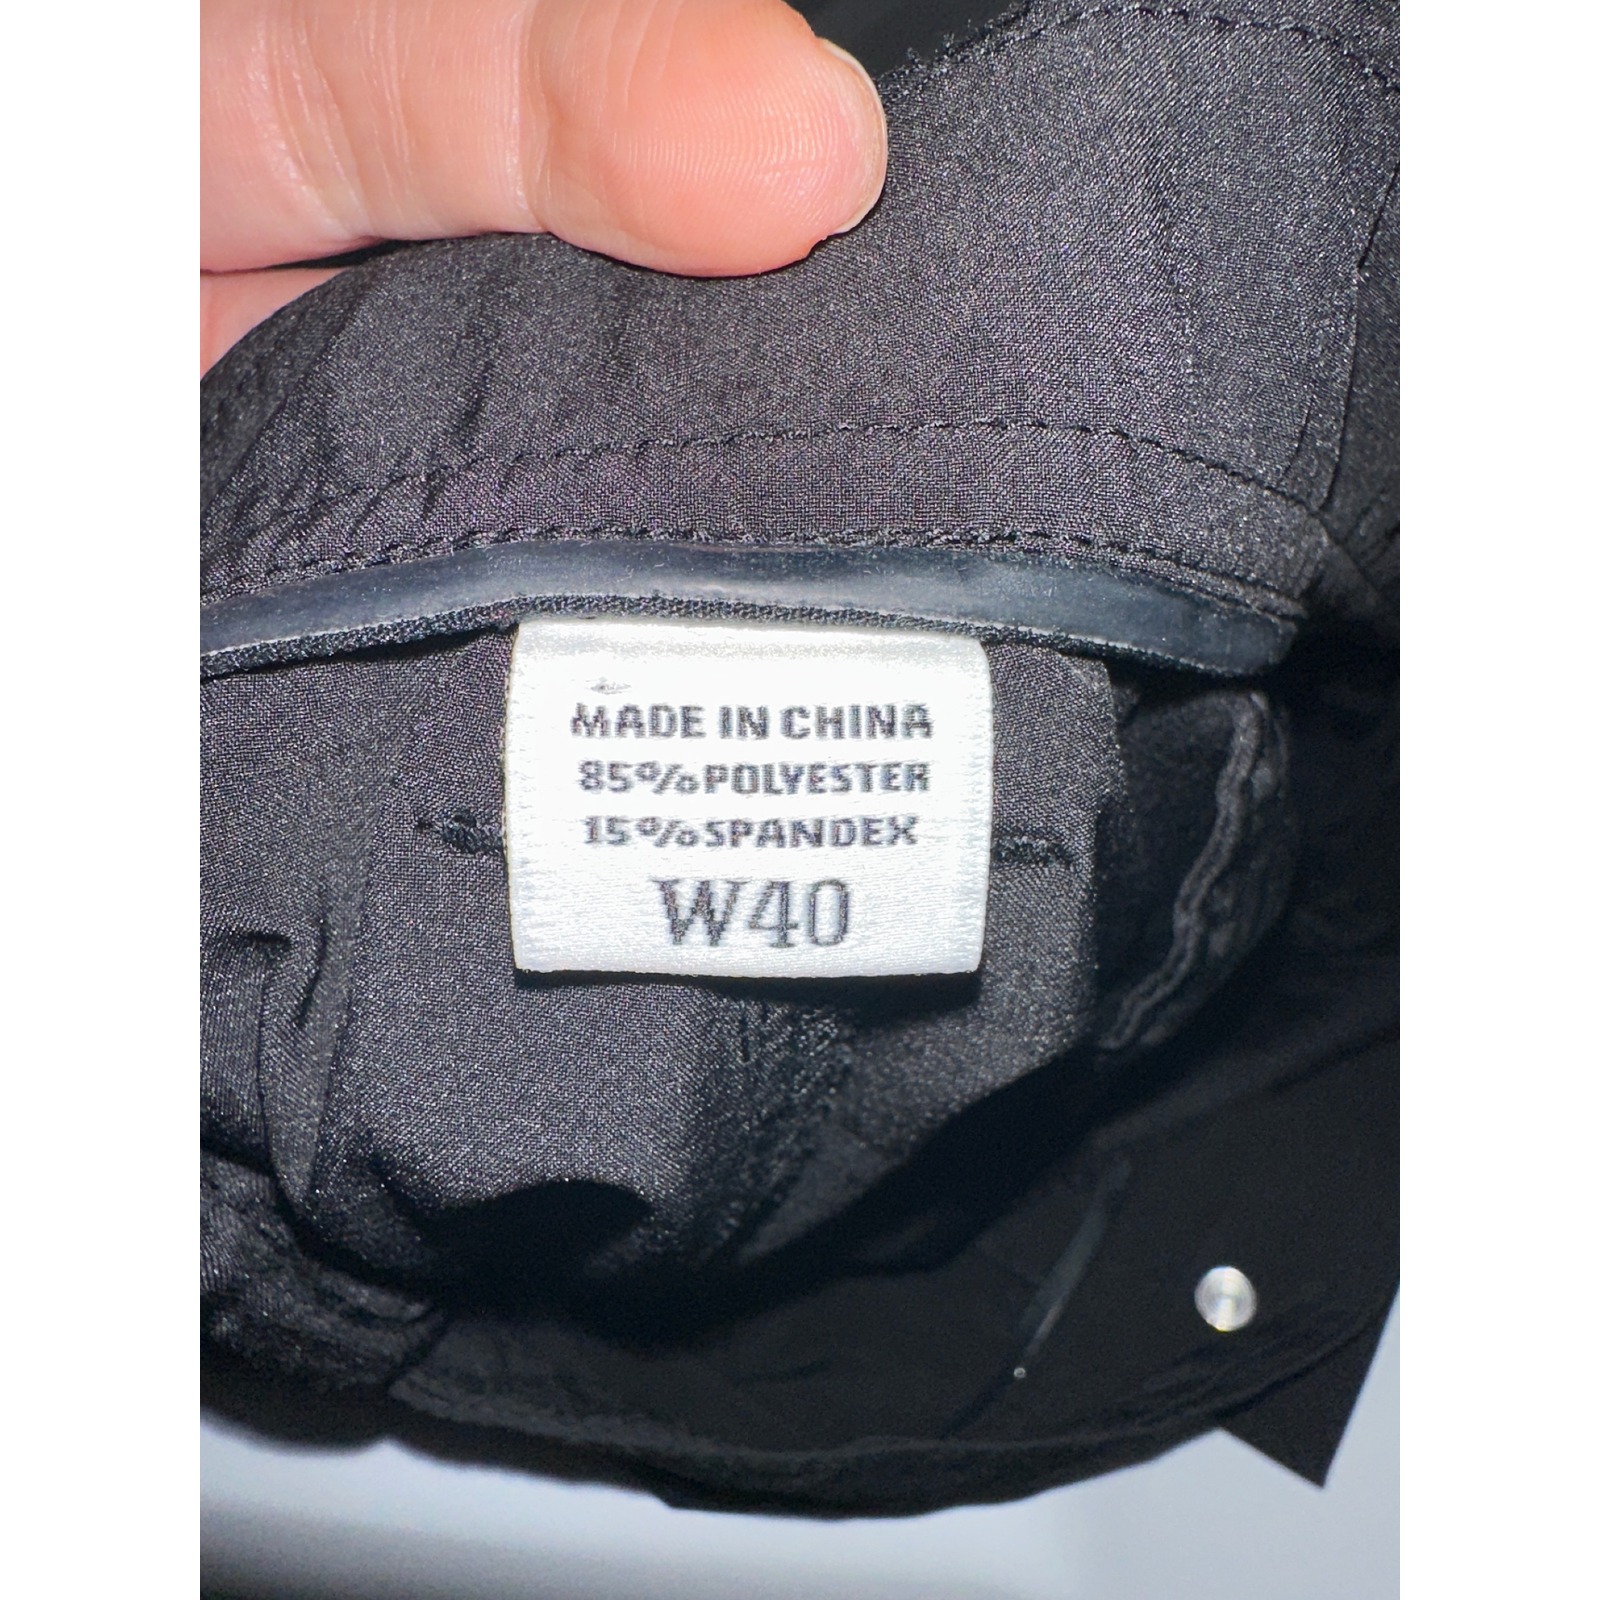 MADE IN CHINA
85%POLYESTER
15%SPANDEX
W40